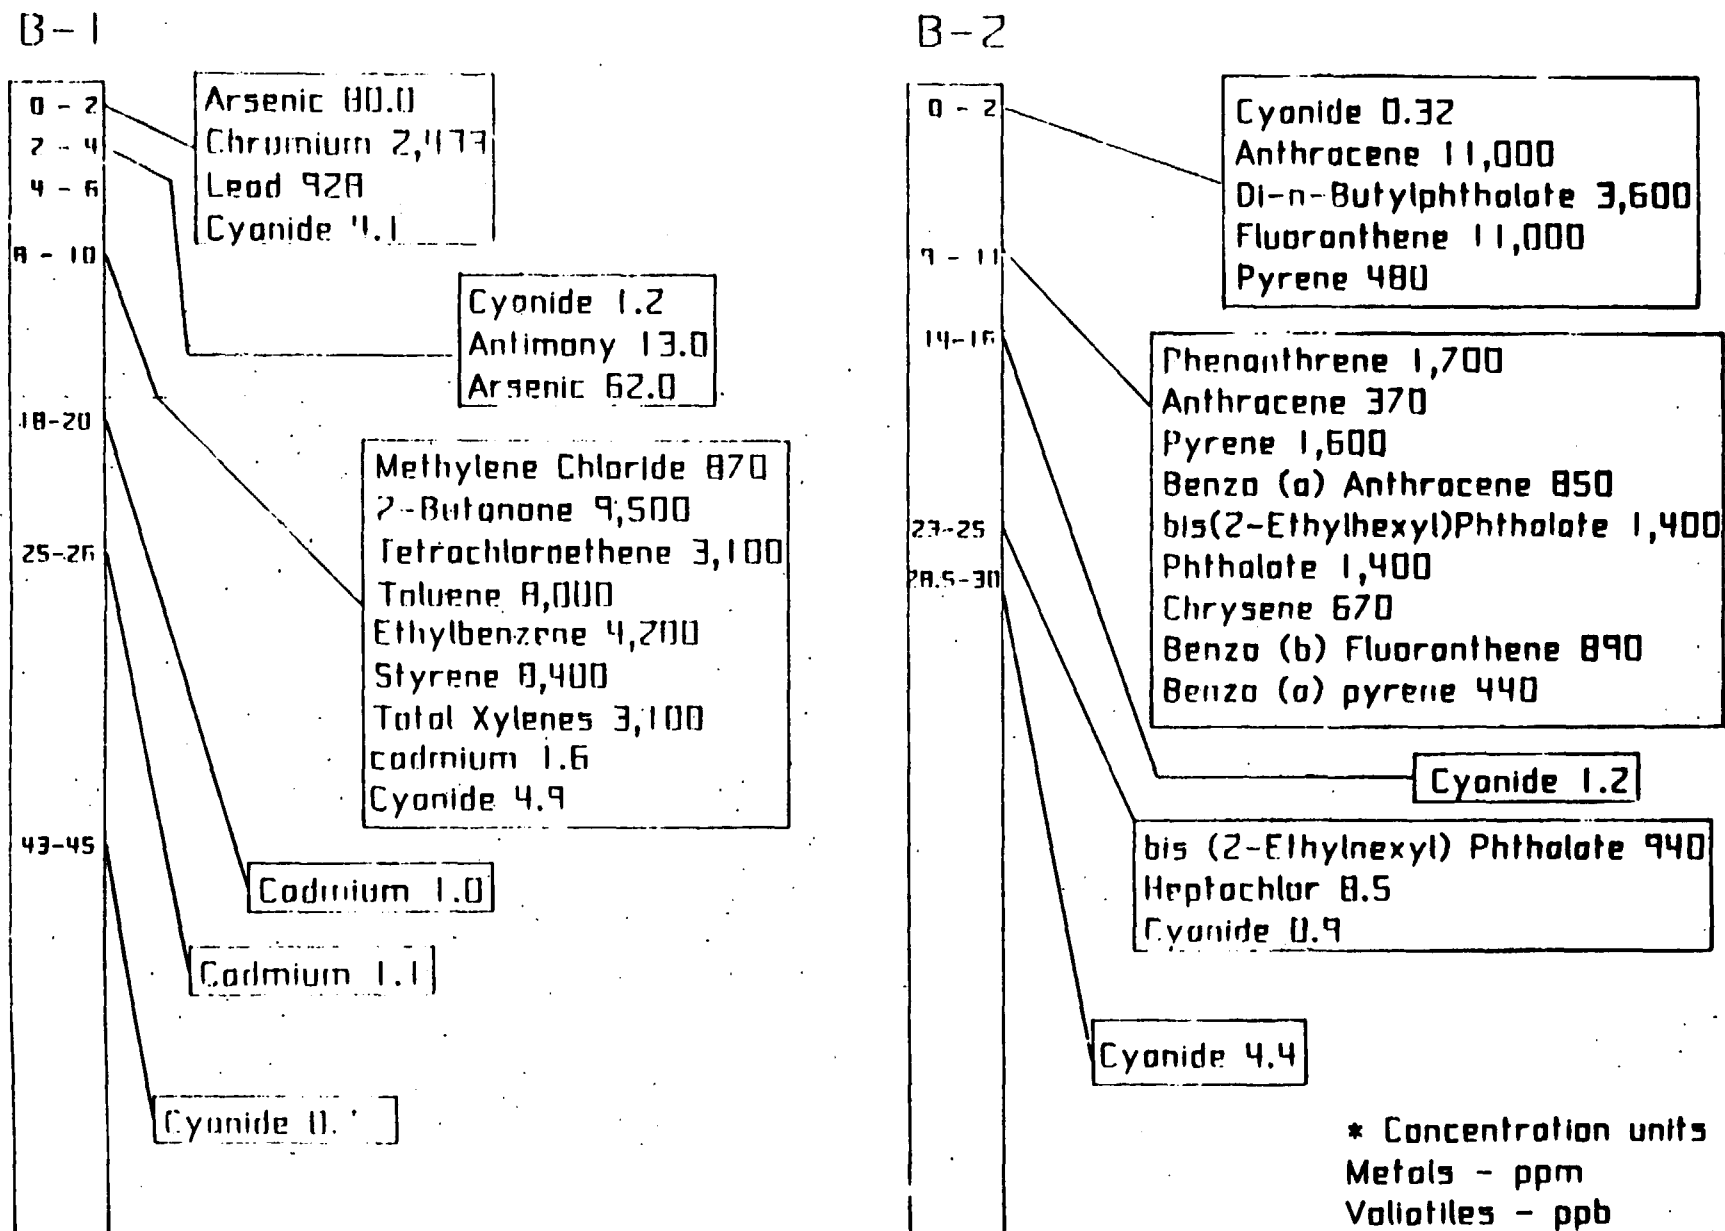 B-1
0 - 2
2 - 4
4 - 6
8 - 10
18-20
25-26
43-45
Arsenic 80.0
Chromium
Lead 928
Cyanide 4.1
Cyanide 1.2
Antimony 13.0
Arsenic 62.0
Methylene Chloride 870
2-Butanone 9,500
Tetrachloroethene 3,100
Toluene 8,000
Ethylbenzene 4,200
Styrene 8,400
Total Xylenes 3,100
cadmium 1.6
Cyanide 4.9
Cadmium 1.0
Cadmium 1.1
Cyanide
B-2
0 - 2
9 - 11
14-16
23-25
28.5-30
Cyanide 0.32
Anthracene 11,000
Di-n-Butylphthalate 3,600
Fluoranthene 11,000
Pyrene 480
Phenanthrene 1,700
Anthracene 370
Pyrene 1,600
Benzo (a) Anthracene 850
bis(2-Ethylhexyl)Phthalate 1,400
Phthalate 1,400
Chrysene 670
Benzo (b) Fluoranthene 890
Benzo (a) pyrene 440
Cyanide 1.2
bis (2-Ethylnexyl) Phthalate 940
Heptachlor 8.5
Cyanide 0.9
Cyanide 4.4
* Concentration units
Metals - ppm
Valiatiles - ppb